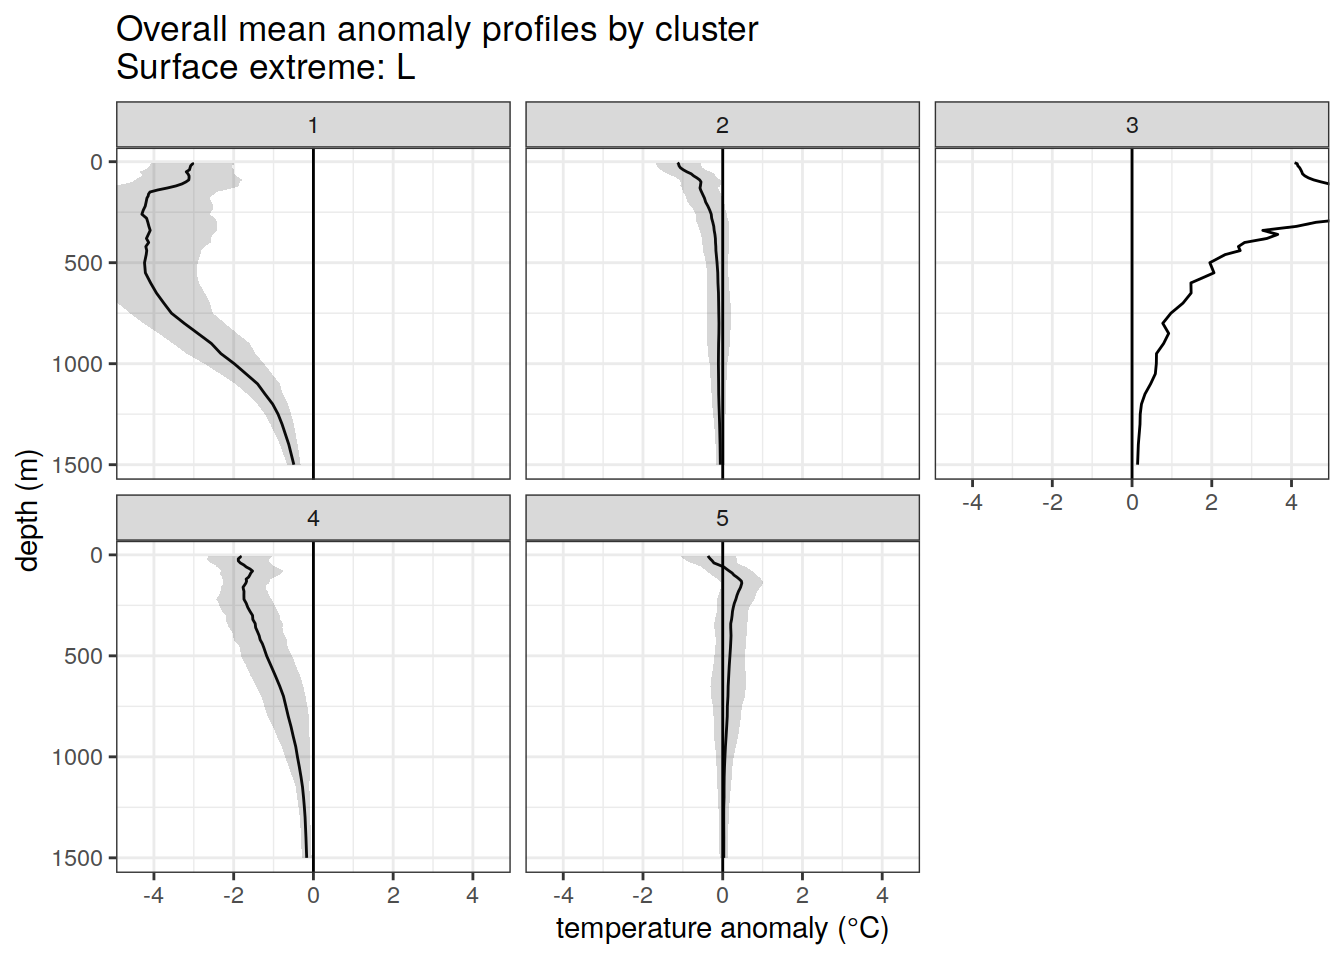 Overall mean anomaly profiles by cluster
Surface extreme: L
1
2
3
0
500
1000
1500
-4 -2 0 2 4
4
5
0
500
1000
1500
-4 -2 0 2 4
-4 -2 0 2 4
depth (m)
temperature anomaly (°C)